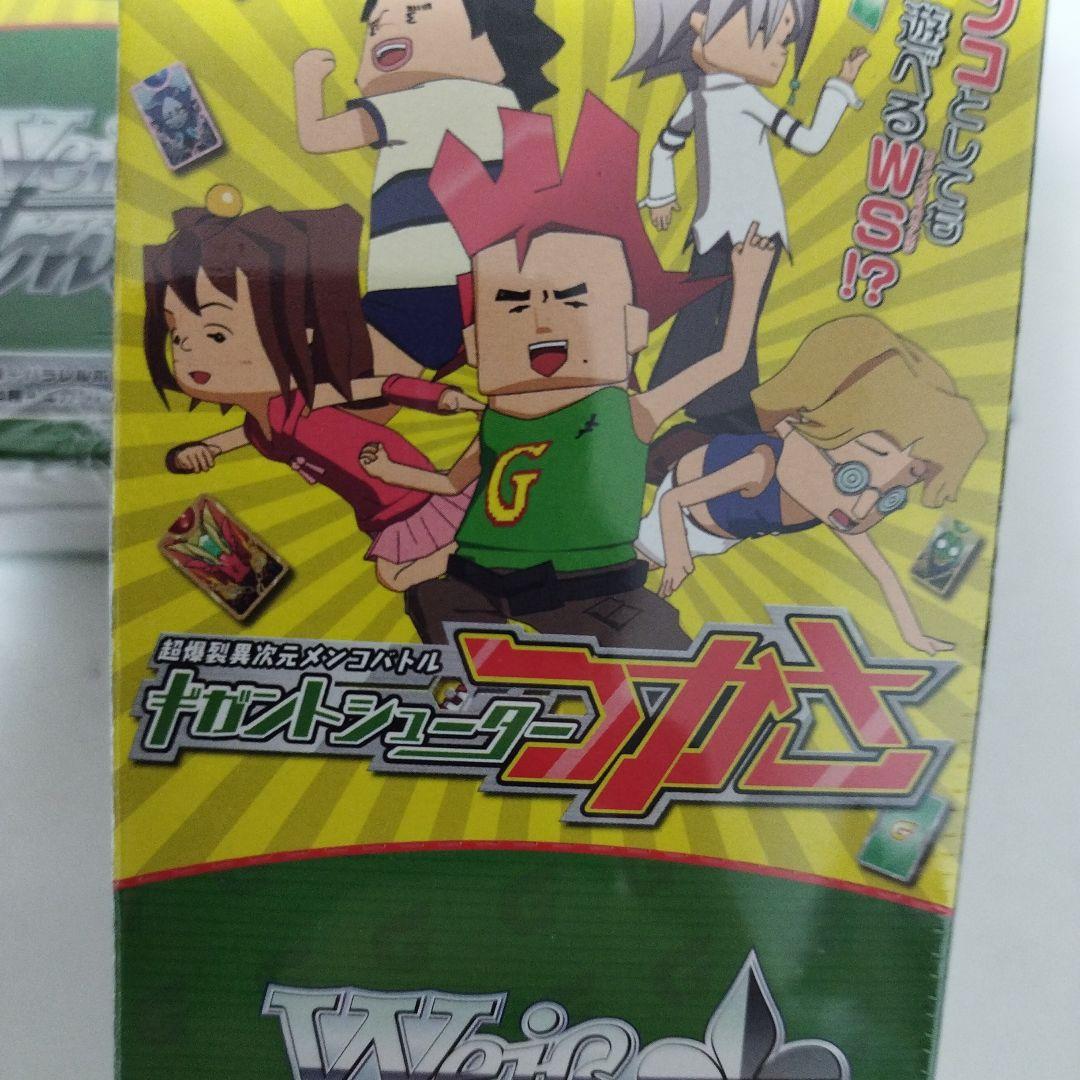 ンコとしても
遊べるWS!?
G
超爆裂異次元メンコバトル
ギガントシューター
つかさ
G
Weiß